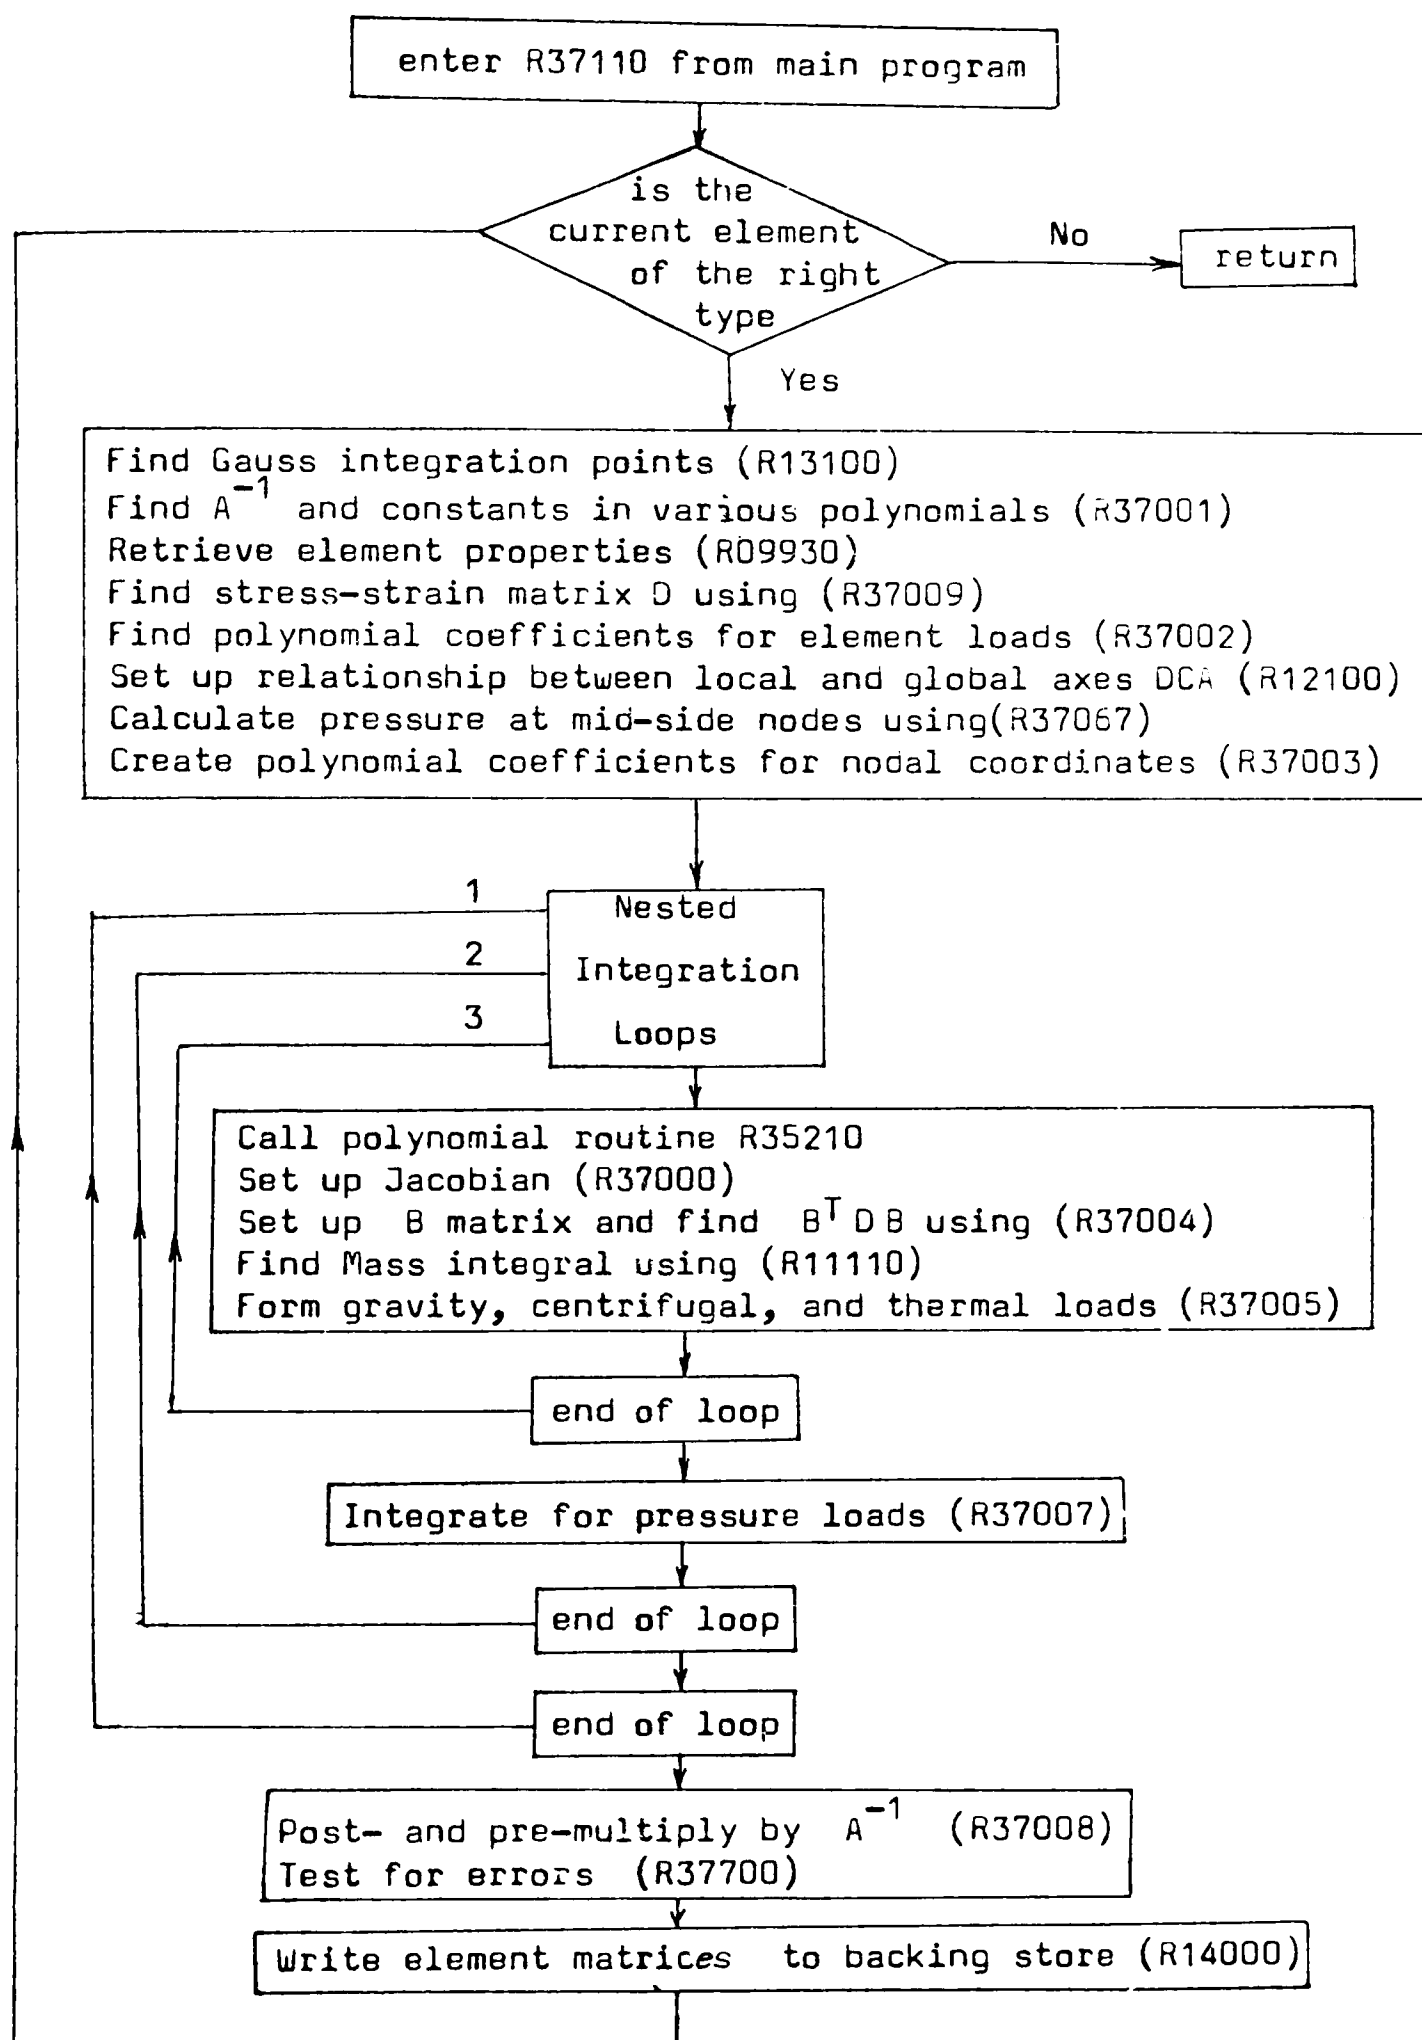 enter R37110 from main program
is the
current element
of the right
type
No
return
Yes
Find Gauss integration points (R13100)
Find A⁻¹ and constants in various polynomials (R37001)
Retrieve element properties (R09930)
Find stress-strain matrix D using (R37009)
Find polynomial coefficients for element loads (R37002)
Set up relationship between local and global axes DCA (R12100)
Calculate pressure at mid-side nodes using(R37067)
Create polynomial coefficients for nodal coordinates (R37003)
1
Nested
2
Integration
3
Loops
Call polynomial routine R35210
Set up Jacobian (R37000)
Set up B matrix and find Bᵀ D B using (R37004)
Find Mass integral using (R11110)
Form gravity, centrifugal, and thermal loads (R37005)
end of loop
Integrate for pressure loads (R37007)
end of loop
end of loop
Post- and pre-multiply by A⁻¹ (R37008)
Test for errors (R37700)
Write element matrices to backing store (R14000)